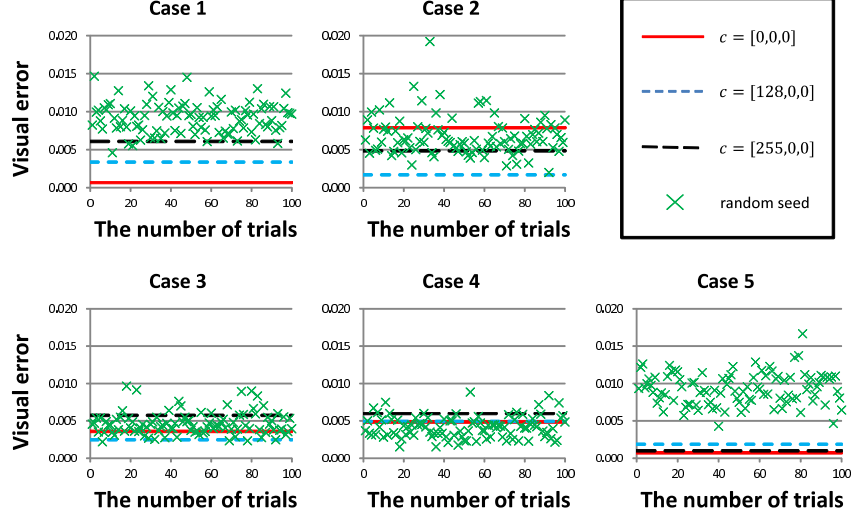 Case 1
Case 2
Visual error
0.020
0.015
0.010
0.005
0.000
0 20 40 60 80 100
The number of trials
0.020
0.015
0.010
0.005
0.000
0 20 40 60 80 100
The number of trials
c = [0,0,0]
c = [128,0,0]
c = [255,0,0]
random seed
Case 3
Case 4
Case 5
Visual error
0.020
0.015
0.010
0.005
0.000
0 20 40 60 80 100
The number of trials
0.020
0.015
0.010
0.005
0.000
0 20 40 60 80 100
The number of trials
0.020
0.015
0.010
0.005
0.000
0 20 40 60 80 100
The number of trials